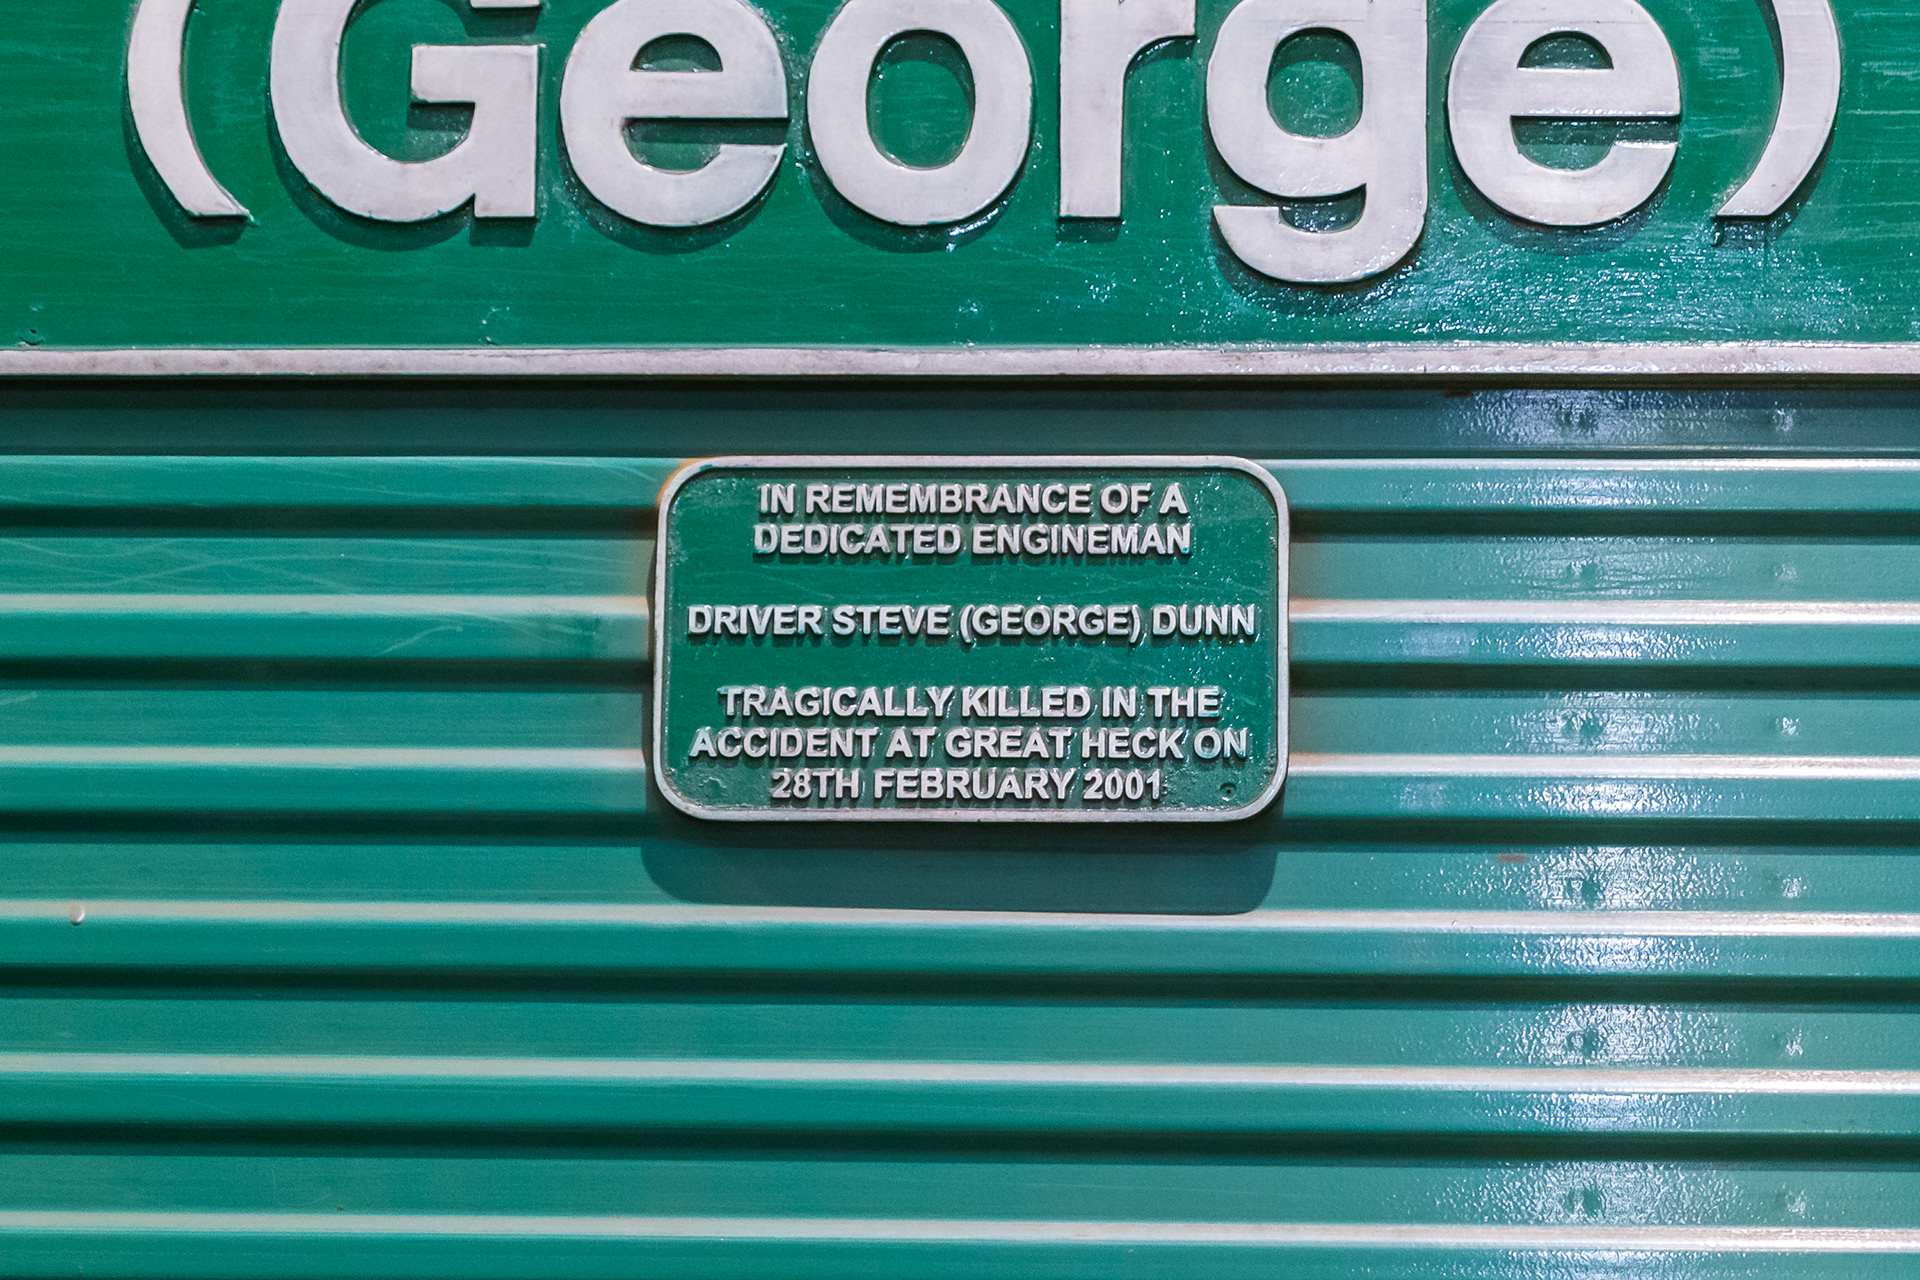 (George)
IN REMEMBRANCE OF A
DEDICATED ENGINEMAN
DRIVER STEVE (GEORGE) DUNN
TRAGICALLY KILLED IN THE
ACCIDENT AT GREAT HECK ON
28TH FEBRUARY 2001